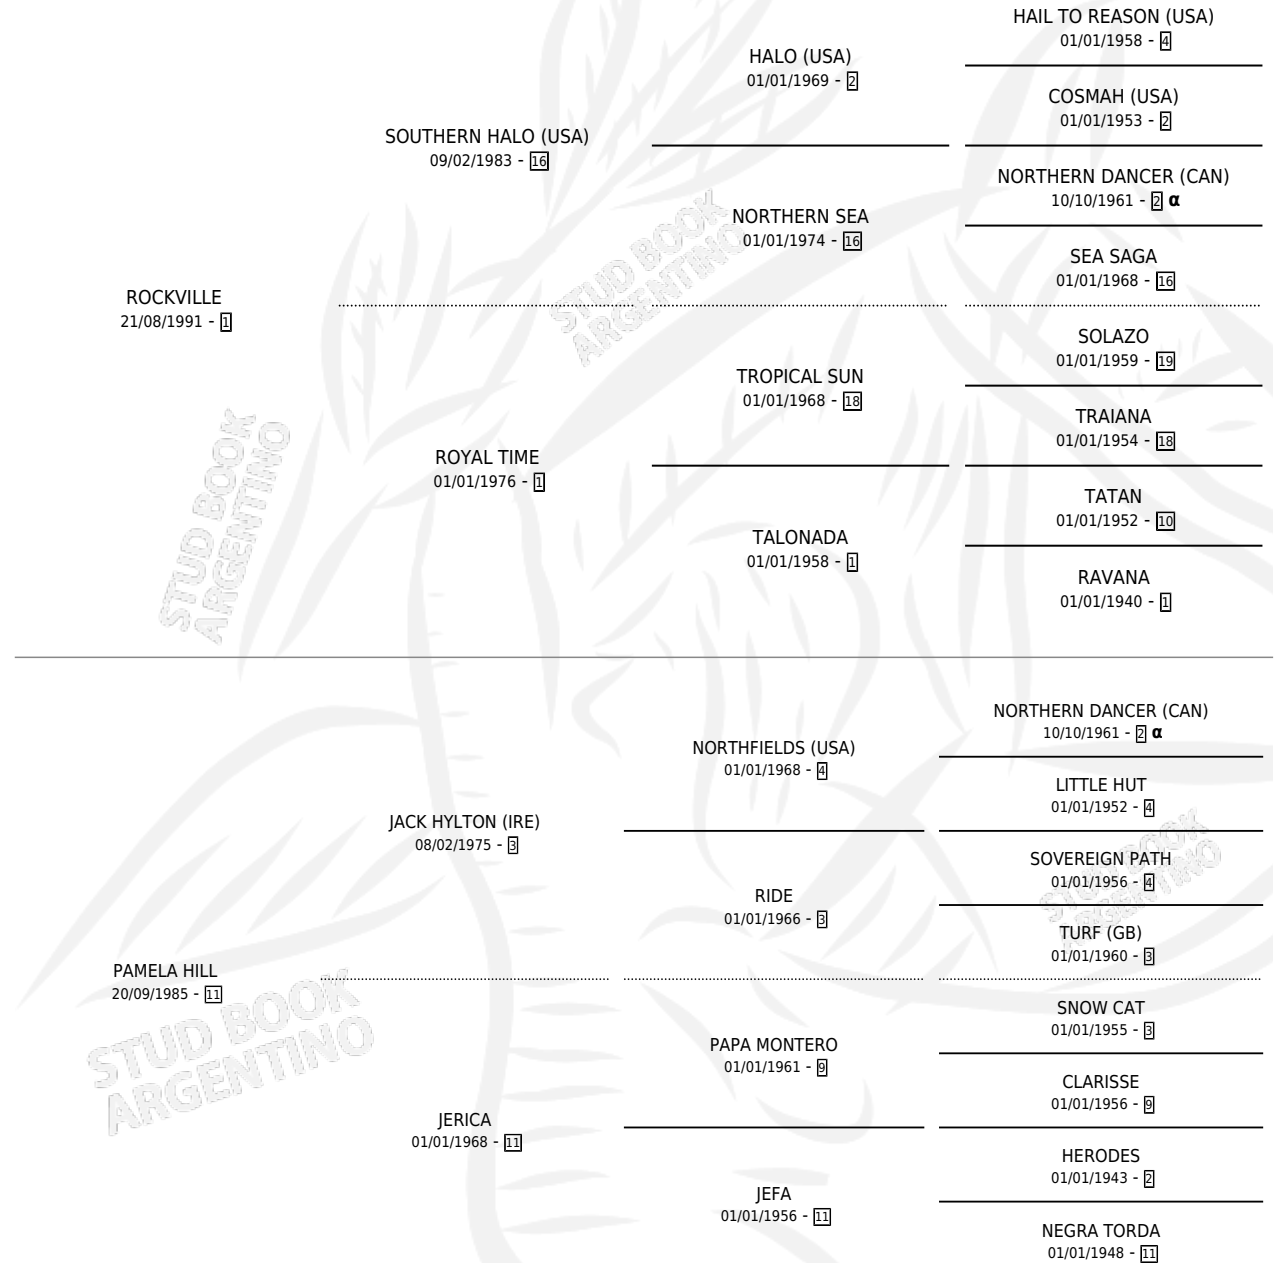 HAIL TO REASON (USA)
01/01/1958 - 4
HALO (USA)
01/01/1969 - 2
COSMAH (USA)
01/01/1953 - 2
SOUTHERN HALO (USA)
09/02/1983 - 16
NORTHERN DANCER (CAN)
10/10/1961 - 2 α
NORTHERN SEA
01/01/1974 - 16
SEA SAGA
01/01/1968 - 16
STUD BOOK
ARGENTINO
ROCKVILLE
21/08/1991 - 1
SOLAZO
01/01/1959 - 19
TROPICAL SUN
01/01/1968 - 18
TRAIANA
01/01/1954 - 18
ROYAL TIME
01/01/1976 - 1
TATAN
01/01/1952 - 10
TALONADA
01/01/1958 - 1
RAVANA
01/01/1940 - 1
STUD BOOK
ARGENTINO
NORTHERN DANCER (CAN)
10/10/1961 - 2 α
NORTHFIELDS (USA)
01/01/1968 - 4
LITTLE HUT
01/01/1952 - 4
JACK HYLTON (IRE)
08/02/1975 - 3
SOVEREIGN PATH
01/01/1956 - 4
RIDE
01/01/1966 - 3
TURF (GB)
01/01/1960 - 3
STUD BOOK
ARGENTINO
PAMELA HILL
20/09/1985 - 11
SNOW CAT
01/01/1955 - 3
PAPA MONTERO
01/01/1961 - 9
CLARISSE
01/01/1956 - 9
JERICA
01/01/1968 - 11
HERODES
01/01/1943 - 2
JEFA
01/01/1956 - 11
NEGRA TORDA
01/01/1948 - 11
STUD BOOK
ARGENTINO